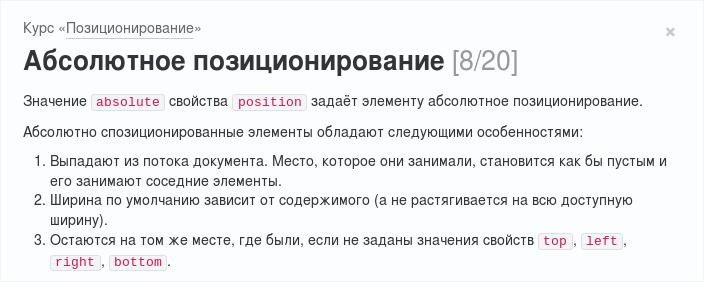 Курс «Позиционирование»
×
Абсолютное позиционирование [8/20]
Значение absolute свойства position задаёт элементу абсолютное позиционирование.
Абсолютно спозиционированные элементы обладают следующими особенностями:
1. Выпадают из потока документа. Место, которое они занимали, становится как бы пустым и
его занимают соседние элементы.
2. Ширина по умолчанию зависит от содержимого (а не растягивается на всю доступную
ширину).
3. Остаются на том же месте, где были, если не заданы значения свойств top, left,
right, bottom.